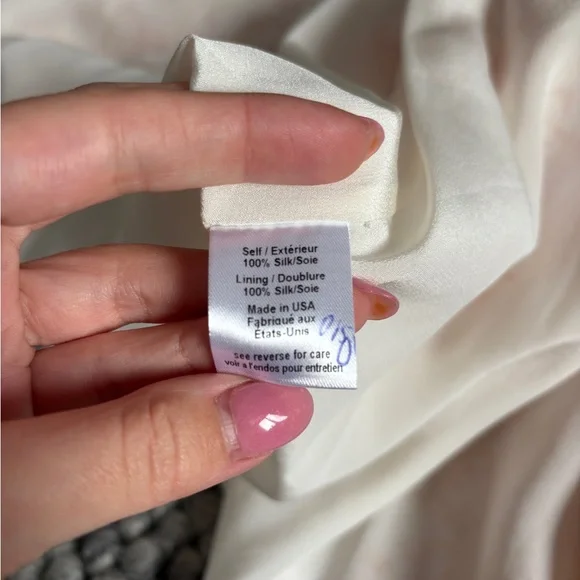 Self / Extérieur
100% Silk/Soie
Lining / Doublure
100% Silk/Soie
Made in USA
Fabriqué aux
États-Unis
see reverse for care
voir a l'endos pour entretien